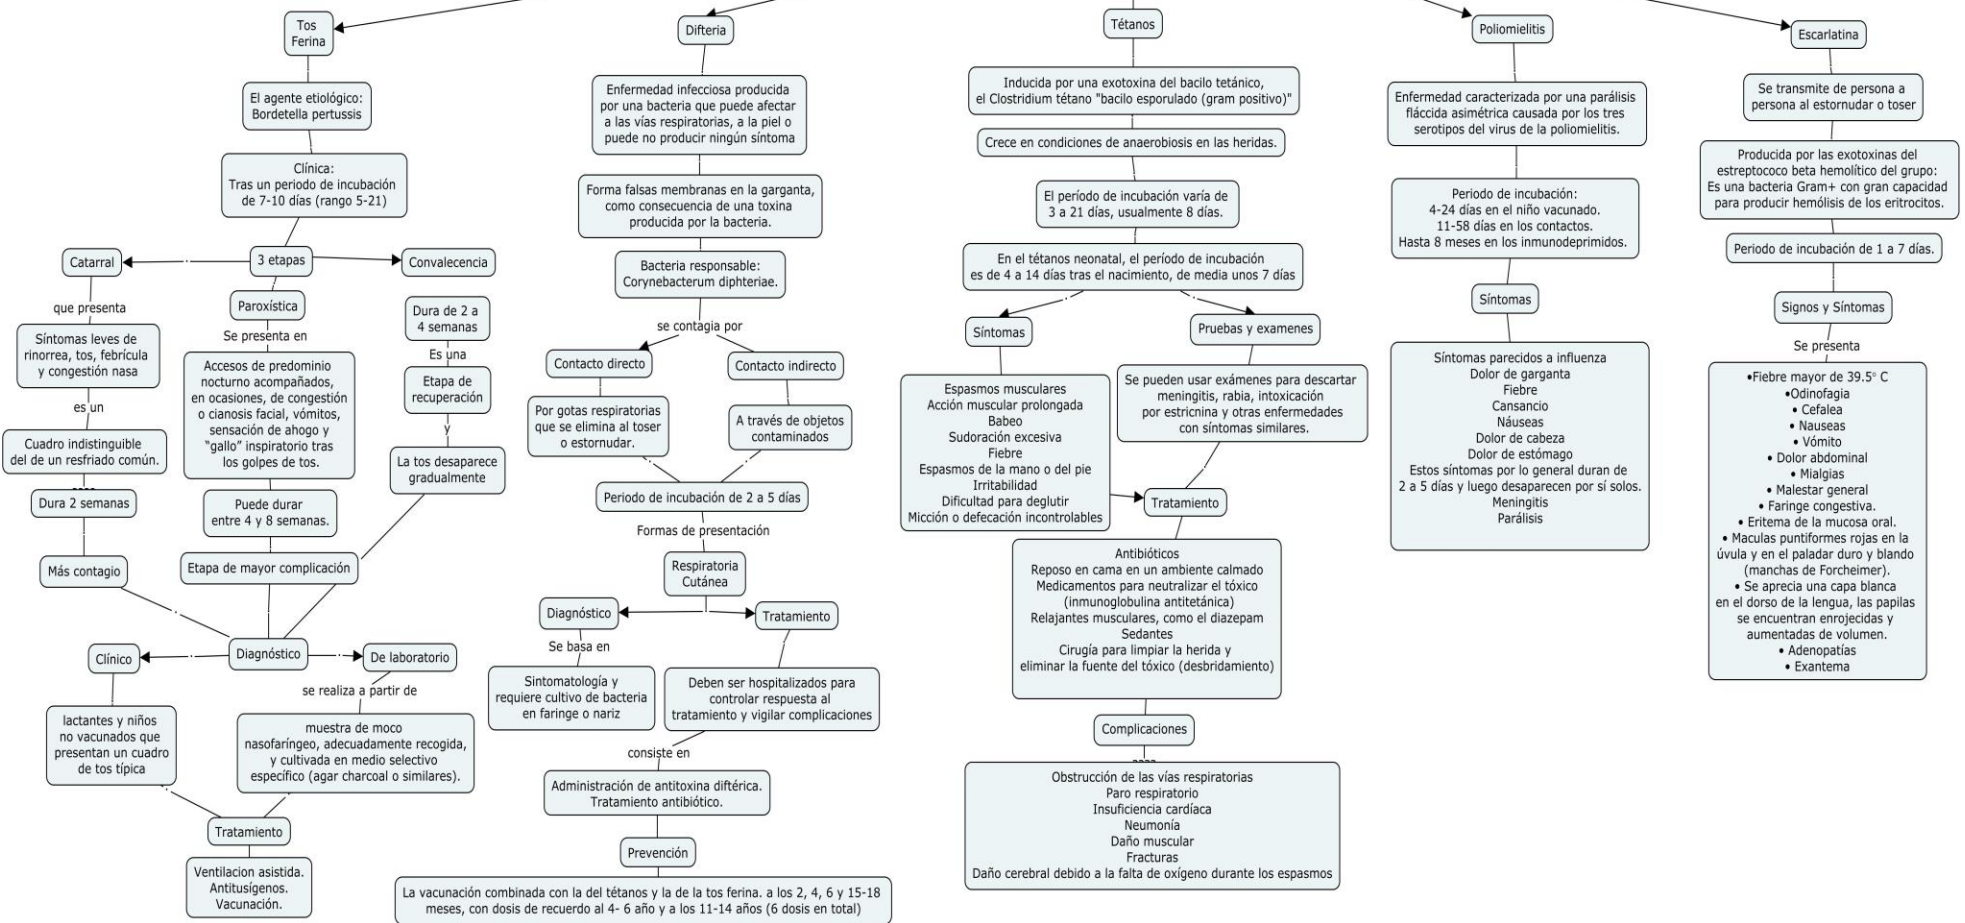 Tos
Ferina
El agente etiológico:
Bordetella pertussis
Clínica:
Tras un periodo de incubación
de 7-10 días (rango 5-21)
3 etapas
Catarral
que presenta
Síntomas leves de
rinorrea, tos, febrícula
y congestión nasa
es un
Cuadro indistinguible
del de un resfriado común.
Dura 2 semanas
Más contagio
Paroxística
Se presenta en
Accesos de predominio
nocturno acompañados,
en ocasiones, de congestión
o cianosis facial, vómitos,
sensación de ahogo y
"gallo" inspiratorio tras
los golpes de tos.
Puede durar
entre 4 y 8 semanas.
Etapa de mayor complicación
Convalecencia
Dura de 2 a
4 semanas
Es una
Etapa de
recuperación
y
La tos desaparece
gradualmente
Diagnóstico
Clínico
lactantes y niños
no vacunados que
presentan un cuadro
de tos típica
De laboratorio
se realiza a partir de
muestra de moco
nasofaríngeo, adecuadamente recogida,
y cultivada en medio selectivo
específico (agar charcoal o similares).
Tratamiento
Ventilacion asistida.
Antitusígenos.
Vacunación.
Difteria
Enfermedad infecciosa producida
por una bacteria que puede afectar
a las vías respiratorias, a la piel o
puede no producir ningún síntoma
Forma falsas membranas en la garganta,
como consecuencia de una toxina
producida por la bacteria.
Bacteria responsable:
Corynebacterum diphteriae.
se contagia por
Contacto directo
Por gotas respiratorias
que se elimina al toser
o estornudar.
Contacto indirecto
A través de objetos
contaminados
Periodo de incubación de 2 a 5 días
Formas de presentación
Respiratoria
Cutánea
Diagnóstico
Se basa en
Sintomatología y
requiere cultivo de bacteria
en faringe o nariz
Tratamiento
Deben ser hospitalizados para
controlar respuesta al
tratamiento y vigilar complicaciones
consiste en
Administración de antitoxina diftérica.
Tratamiento antibiótico.
Prevención
La vacunación combinada con la del tétanos y la de la tos ferina. a los 2, 4, 6 y 15-18
meses, con dosis de recuerdo al 4- 6 año y a los 11-14 años (6 dosis en total)
Tétanos
Inducida por una exotoxina del bacilo tetánico,
el Clostridium tétano "bacilo esporulado (gram positivo)"
Crece en condiciones de anaerobiosis en las heridas.
El período de incubación varía de
3 a 21 días, usualmente 8 días.
En el tétanos neonatal, el período de incubación
es de 4 a 14 días tras el nacimiento, de media unos 7 días
Síntomas
Espasmos musculares
Acción muscular prolongada
Babeo
Sudoración excesiva
Fiebre
Espasmos de la mano o del pie
Irritabilidad
Dificultad para deglutir
Micción o defecación incontrolables
Pruebas y examenes
Se pueden usar exámenes para descartar
meningitis, rabia, intoxicación
por estricnina y otras enfermedades
con síntomas similares.
Tratamiento
Antibióticos
Reposo en cama en un ambiente calmado
Medicamentos para neutralizar el tóxico
(inmunoglobulina antitetánica)
Relajantes musculares, como el diazepam
Sedantes
Cirugía para limpiar la herida y
eliminar la fuente del tóxico (desbridamiento)
Complicaciones
????
Obstrucción de las vías respiratorias
Paro respiratorio
Insuficiencia cardíaca
Neumonía
Daño muscular
Fracturas
Daño cerebral debido a la falta de oxígeno durante los espasmos
Poliomielitis
Enfermedad caracterizada por una parálisis
fláccida asimétrica causada por los tres
serotipos del virus de la poliomielitis.
Periodo de incubación:
4-24 días en el niño vacunado.
11-58 días en los contactos.
Hasta 8 meses en los inmunodeprimidos.
Síntomas
Síntomas parecidos a influenza
Dolor de garganta
Fiebre
Cansancio
Náuseas
Dolor de cabeza
Dolor de estómago
Estos síntomas por lo general duran de
2 a 5 días y luego desaparecen por sí solos.
Meningitis
Parálisis
Escarlatina
Se transmite de persona a
persona al estornudar o toser
Producida por las exotoxinas del
estreptococo beta hemolítico del grupo:
Es una bacteria Gram+ con gran capacidad
para producir hemólisis de los eritrocitos.
Periodo de incubación de 1 a 7 días.
Signos y Síntomas
Se presenta
•Fiebre mayor de 39.5° C
•Odinofagia
• Cefalea
• Nauseas
• Vómito
• Dolor abdominal
• Mialgias
• Malestar general
• Faringe congestiva.
• Eritema de la mucosa oral.
• Maculas puntiformes rojas en la
úvula y en el paladar duro y blando
(manchas de Forcheimer).
• Se aprecia una capa blanca
en el dorso de la lengua, las papilas
se encuentran enrojecidas y
aumentadas de volumen.
• Adenopatías
• Exantema